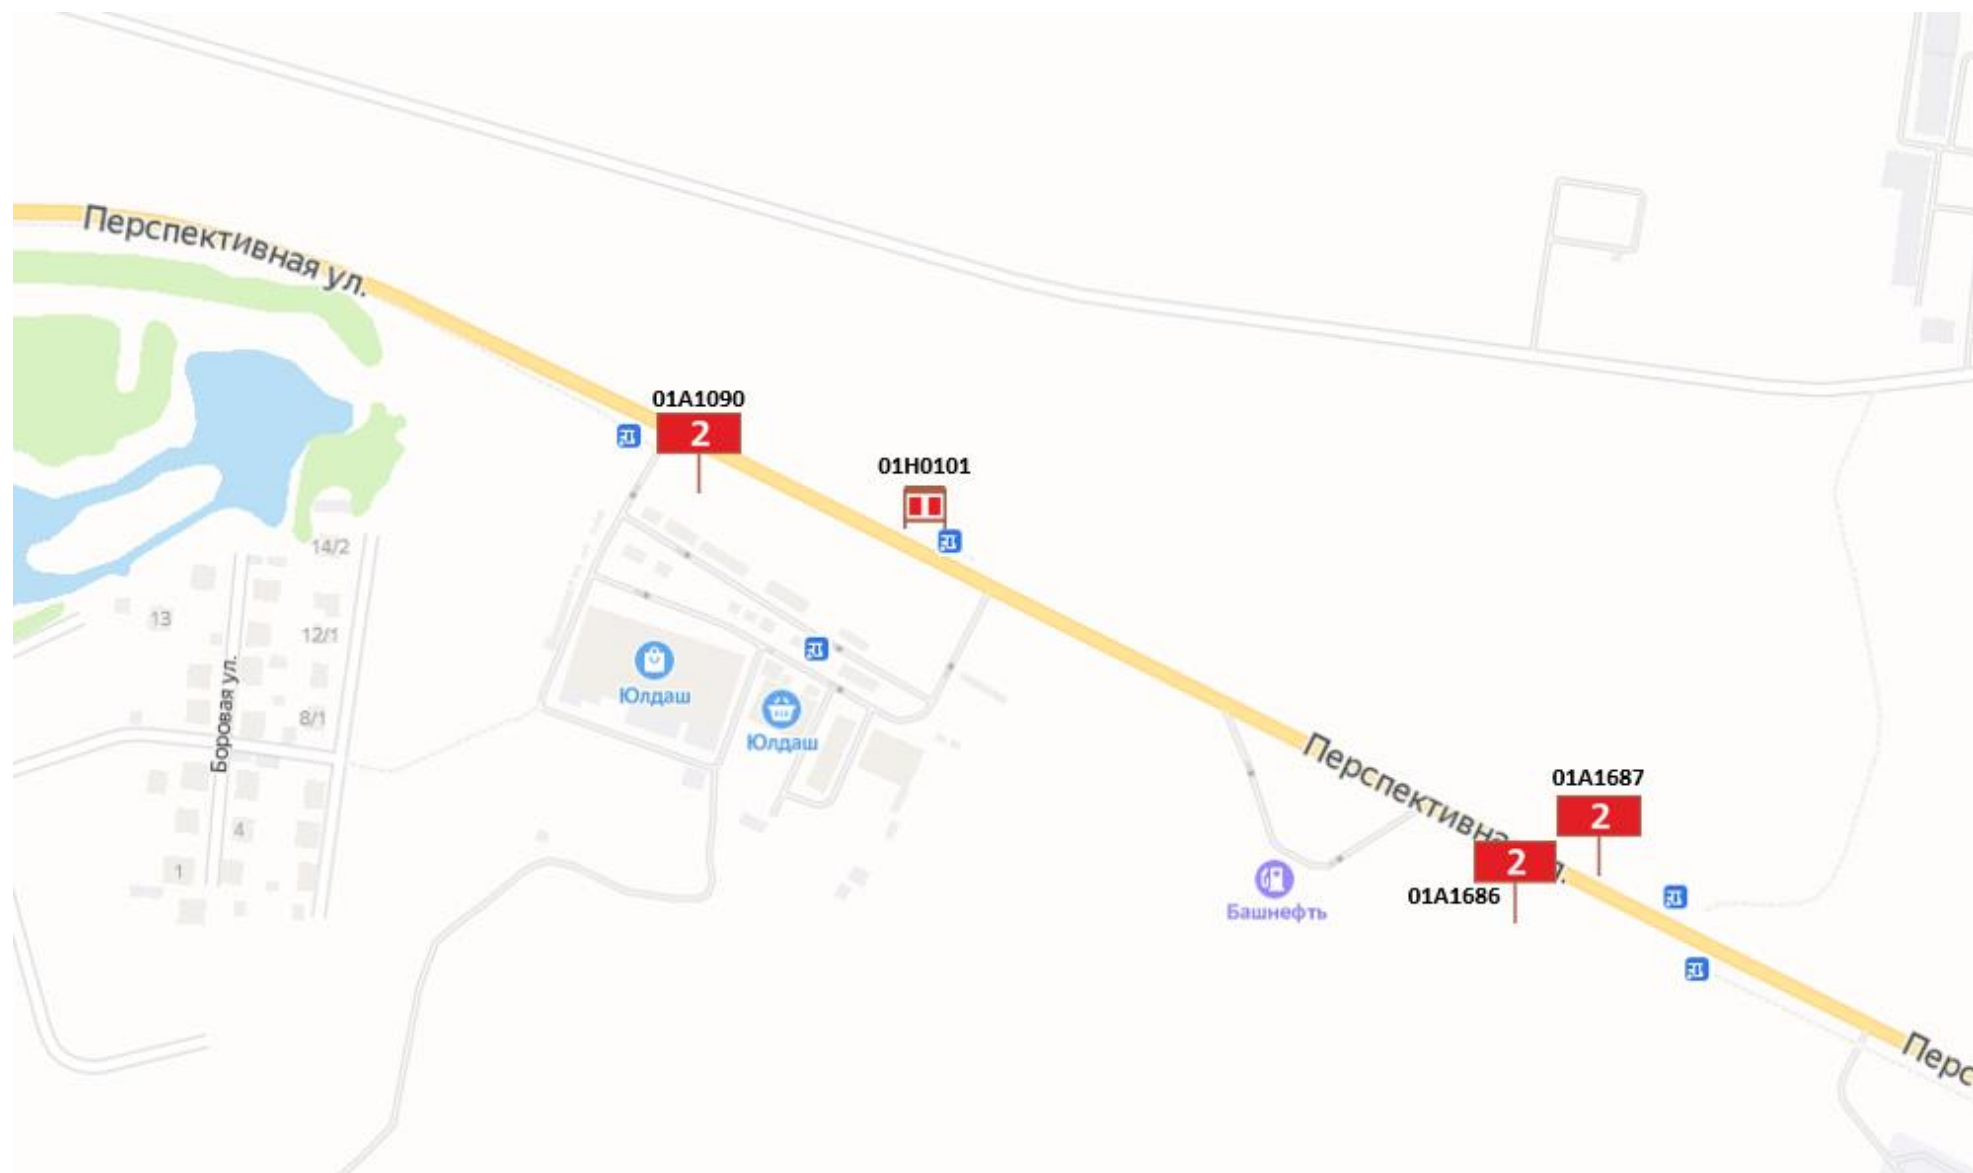 Перспективная ул.
01А1090
2
01Н0101
14/2
13
12/1
Юлдаш
8/1
Юлдаш
Боровая ул.
4
1
Перспективная ул.
01А1687
2
2
01А1686
Башнефть
Перс